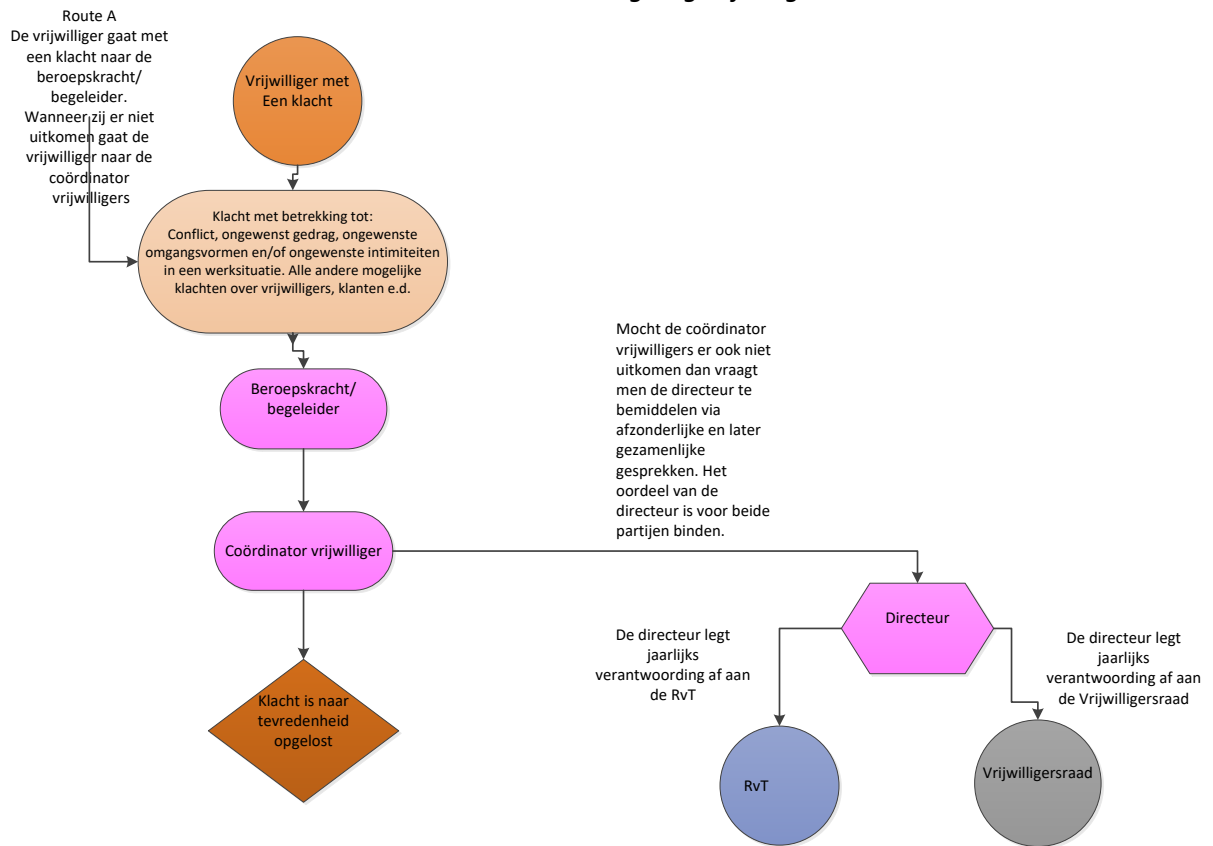 Route A
De vrijwilliger gaat met
een klacht naar de
beroepskracht/
begeleider.
Wanneer zij er niet
uitkomen gaat de
vrijwilliger naar de
coördinator
vrijwilligers
Vrijwilliger met
Een klacht
Klacht met betrekking tot:
Conflict, ongewenst gedrag, ongewenste
omgangsvormen en/of ongewenste intimiteiten
in een werksituatie. Alle andere mogelijke
klachten over vrijwilligers, klanten e.d.
Beroepskracht/
begeleider
Mocht de coördinator
vrijwilligers er ook niet
uitkomen dan vraagt
men de directeur te
bemiddelen via
afzonderlijke en later
gezamenlijke
gesprekken. Het
oordeel van de
directeur is voor beide
partijen binden.
Coördinator vrijwilliger
Directeur
De directeur legt
jaarlijks
verantwoording af aan
de RvT
De directeur legt
jaarlijks
verantwoording af aan
de Vrijwilligersraad
Klacht is naar
tevredenheid
opgelost
RvT
Vrijwilligersraad